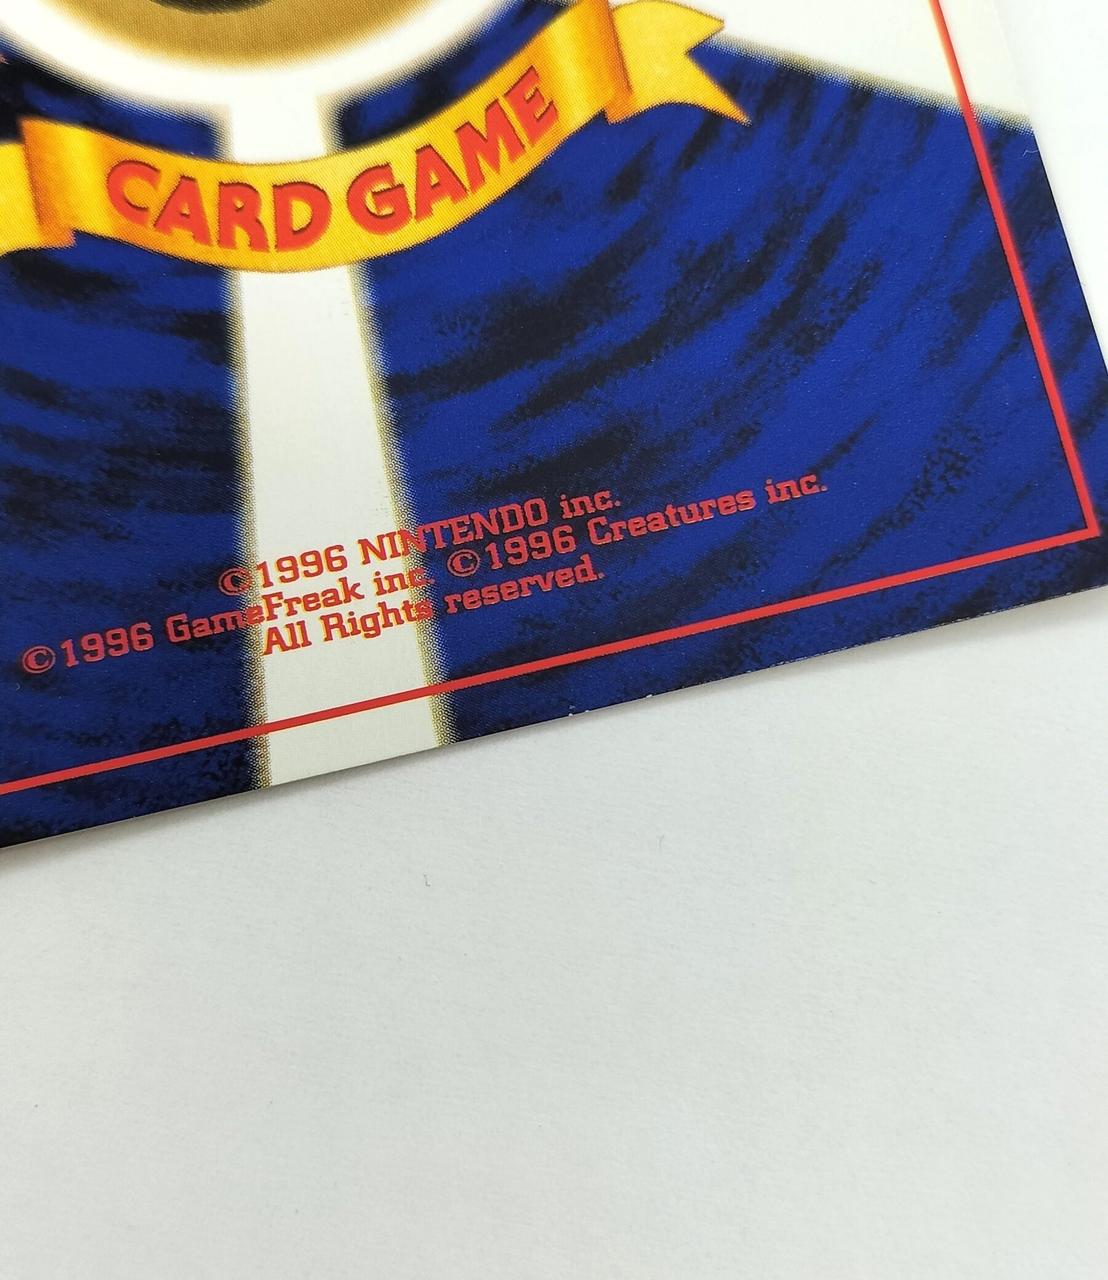 CARD GAME
©1996 NINTENDO inc.
©1996 GameFreak inc. ©1996 Creatures inc.
All Rights reserved.